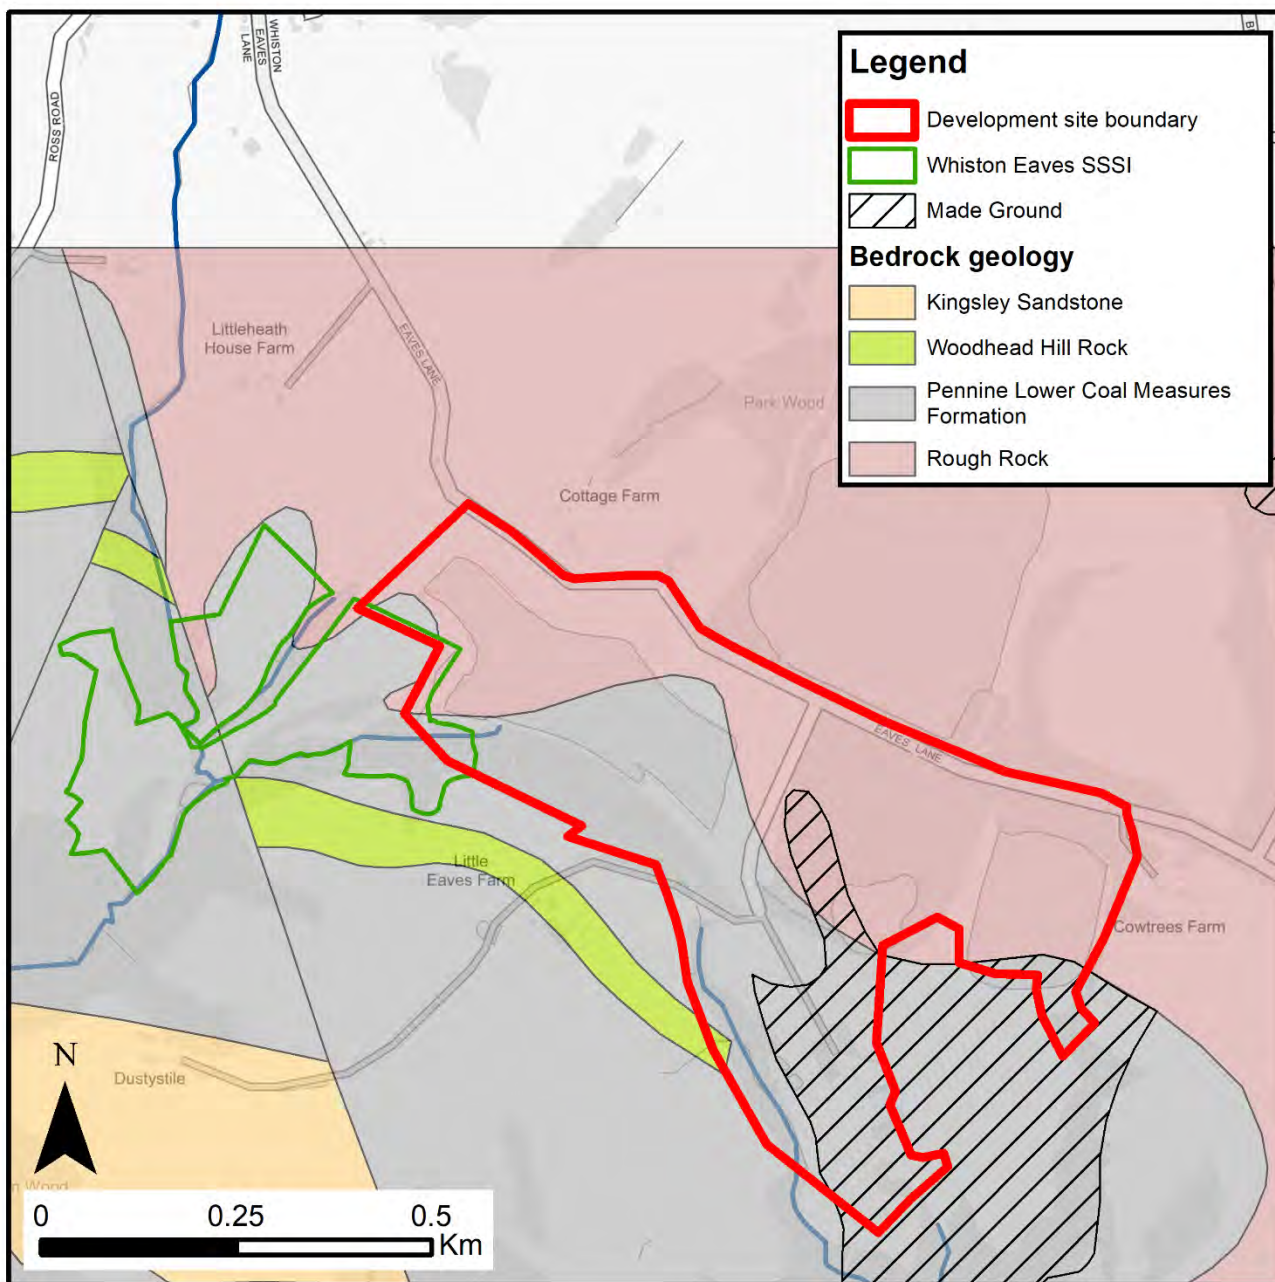 ROSS ROAD
WHISTON
EAVES
LANE
Legend
Development site boundary
Whiston Eaves SSSI
Made Ground
Bedrock geology
Kingsley Sandstone
Woodhead Hill Rock
Pennine Lower Coal Measures
Formation
Rough Rock
Littleheath
House Farm
EAVES LANE
Park Wood
Cottage Farm
EAVES LANE
Little
Eaves Farm
Cowtrees Farm
Dustystile
N
Wood
0
0.25
0.5
Km